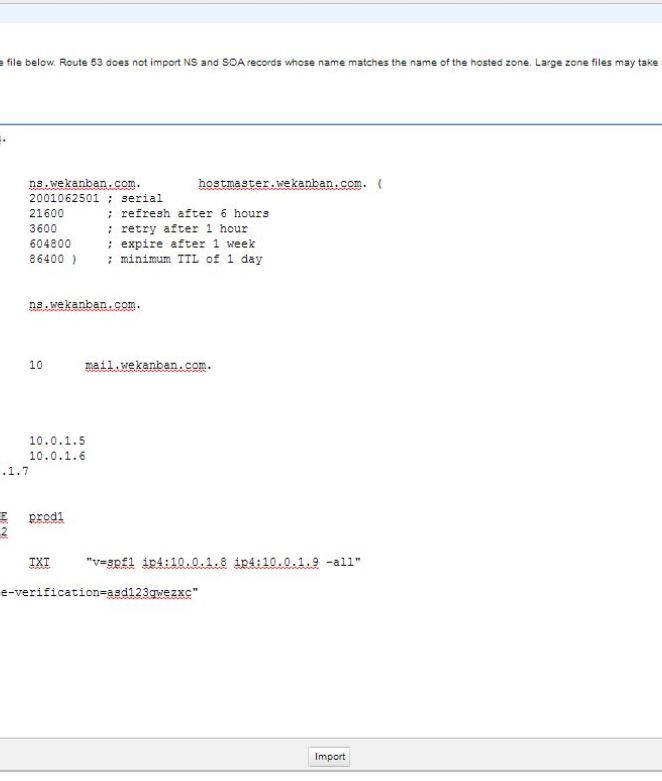 file below. Route 53 does not import NS and SOA records whose name matches the name of the hosted zone. Large zone files may take
ns.wekanban.com. hostmaster.wekanban.com. (
2001062501 ; serial
21600 ; refresh after 6 hours
3600 ; retry after 1 hour
604800 ; expire after 1 week
86400 ) ; minimum TTL of 1 day
ns.wekanban.com.
10 mail.wekanban.com.
10.0.1.5
10.0.1.6
.1.7
E prod1
2
TXT "v=spf1 ip4:10.0.1.8 ip4:10.0.1.9 -all"
e-verification=asd123qwezxc"
Import